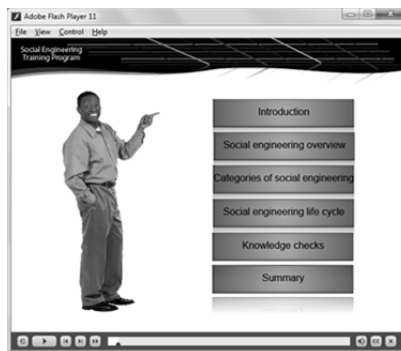 Adobe Flash Player 11
File View Control Help
Social Engineering
Training Program
Introduction
Social engineering overview
Categories of social engineering
Social engineering life cycle
Knowledge checks
Summary
CC